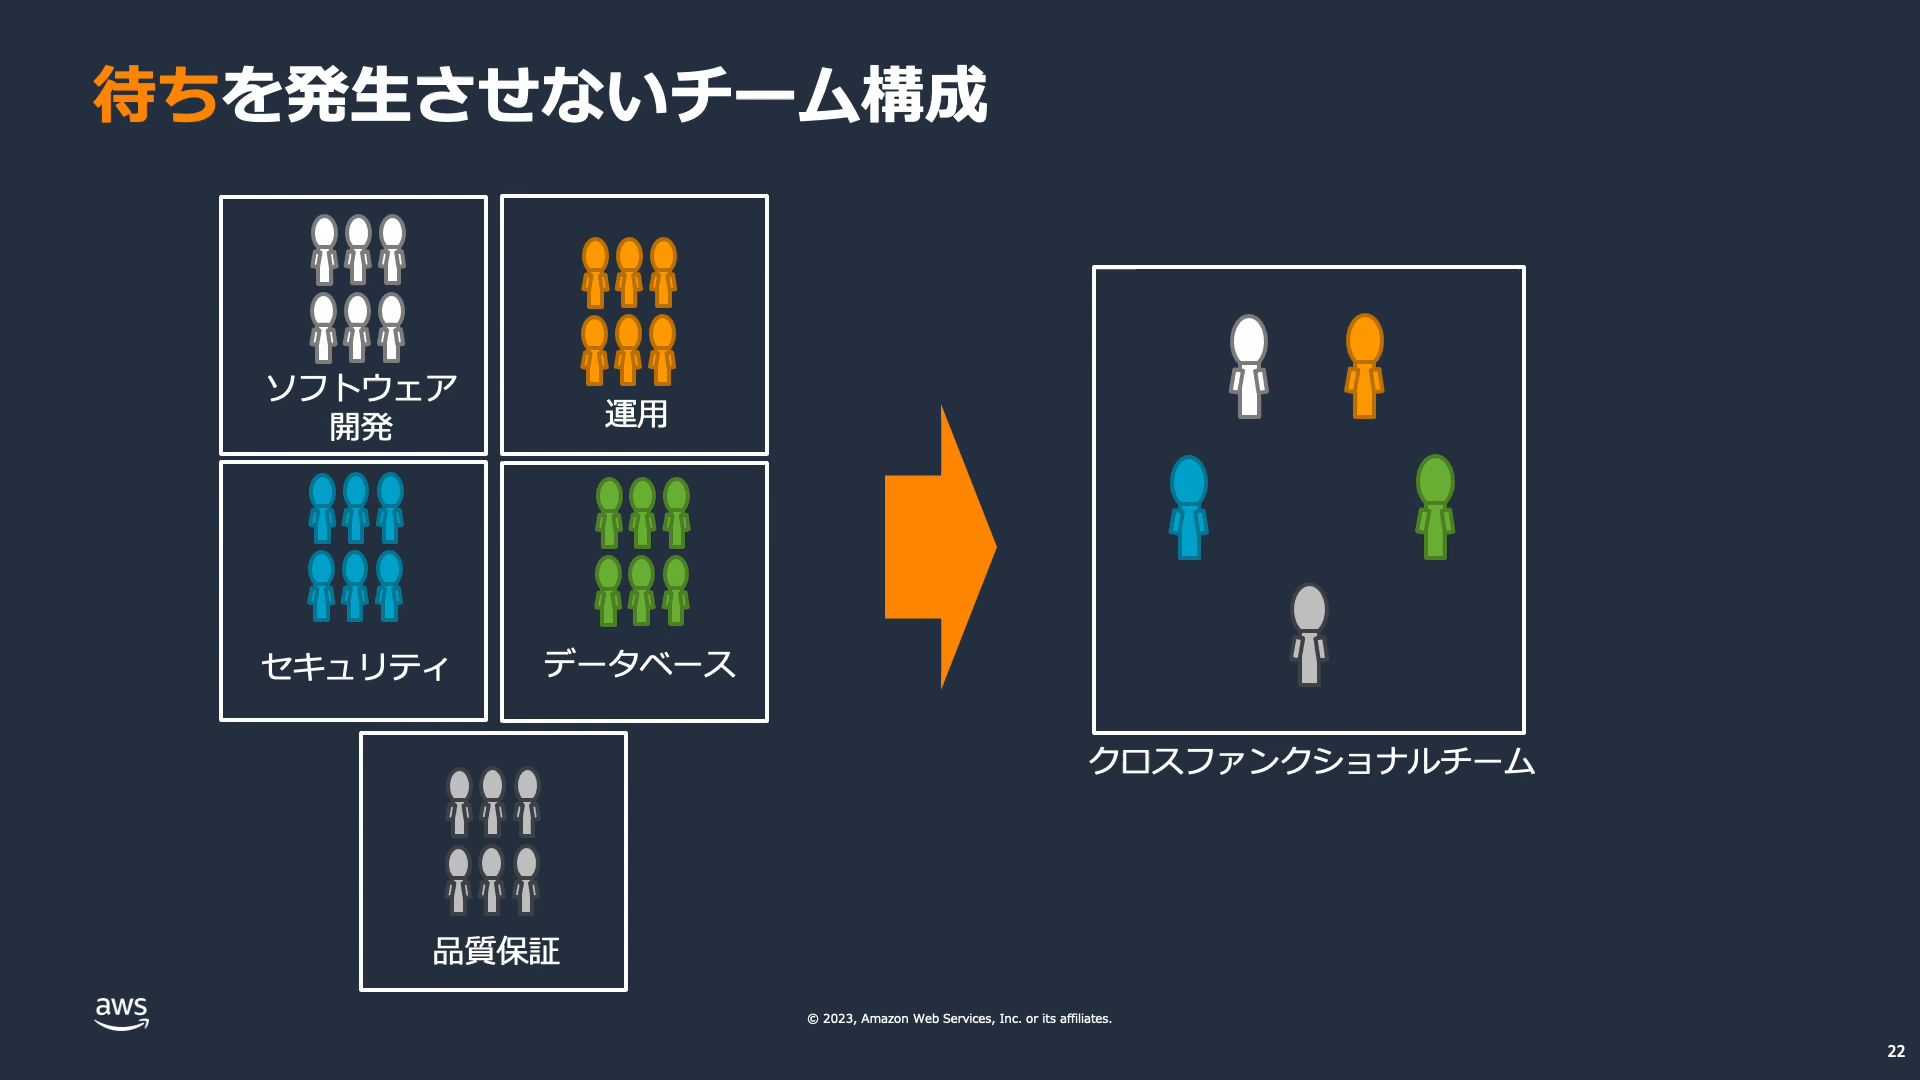 待ちを発生させないチーム構成
ソフトウェア
開発
運用
セキュリティ
データベース
品質保証
クロスファンクショナルチーム
aws
© 2023, Amazon Web Services, Inc. or its affiliates.
22